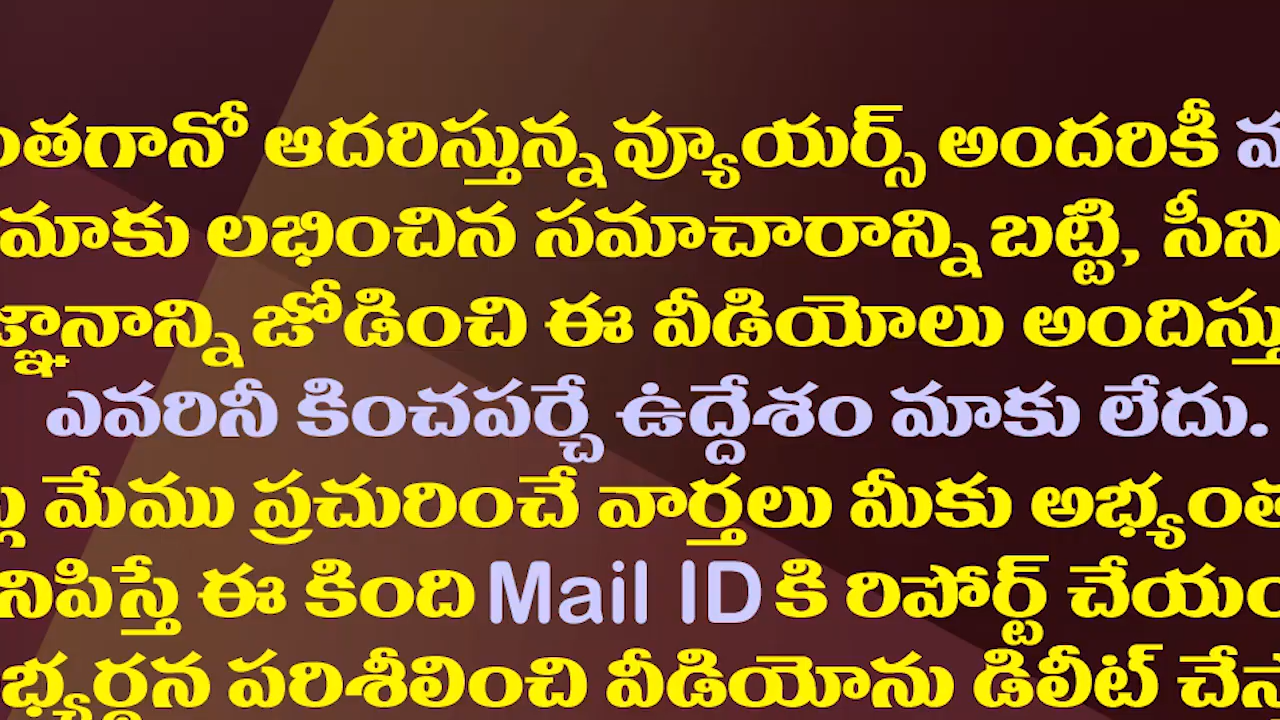 ఆదరిస్తున్న వ్యూయర్స్ అందరికీ
మాకు లభించిన సమాచారాన్ని బట్టి,
జోడించి ఈ వీడియోలు
ఎవరినీ కించపర్చే ఉద్దేశం మాకు లేదు.
మేము ప్రచురించే వార్తలు మీకు
ఈ కింది Mail ID కి రిపోర్ట్
పరిశీలించి వీడియోను డిలీట్